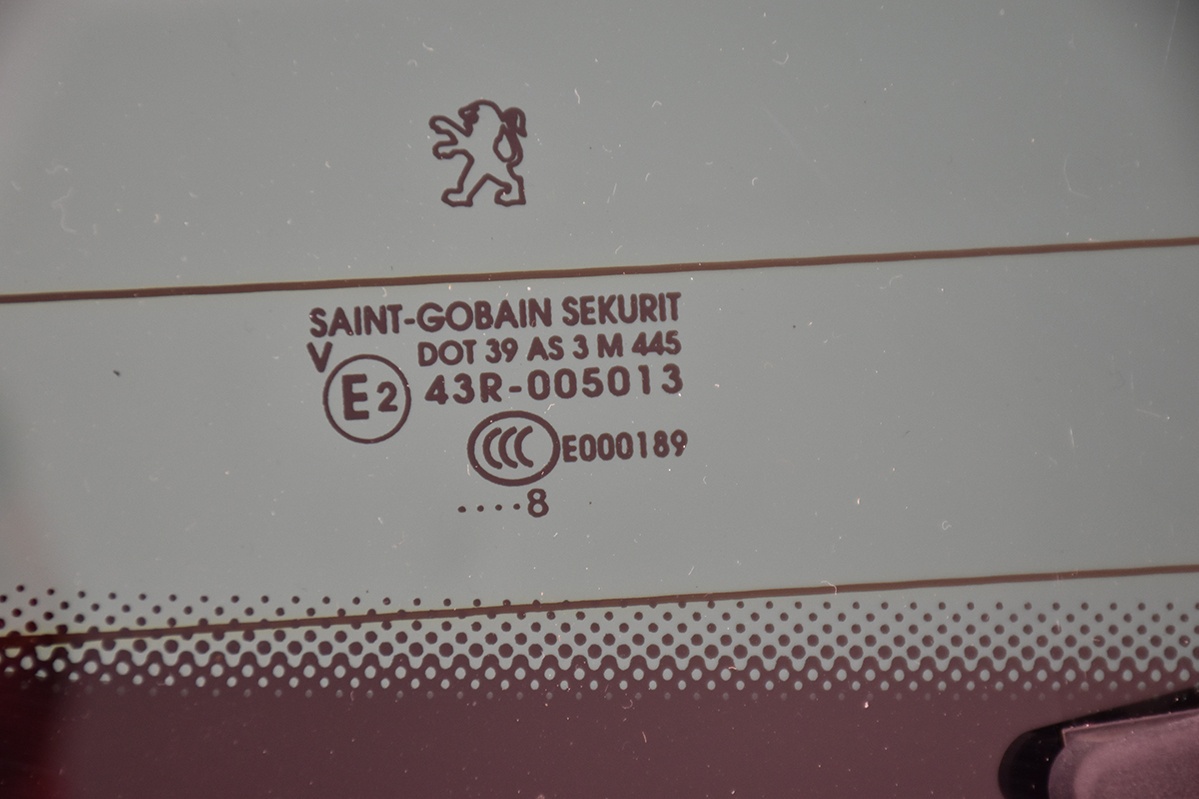 SAINT-GOBAIN SEKURIT
V DOT 39 AS 3 M 445
E2 43R-005013
CCC E000189
....8